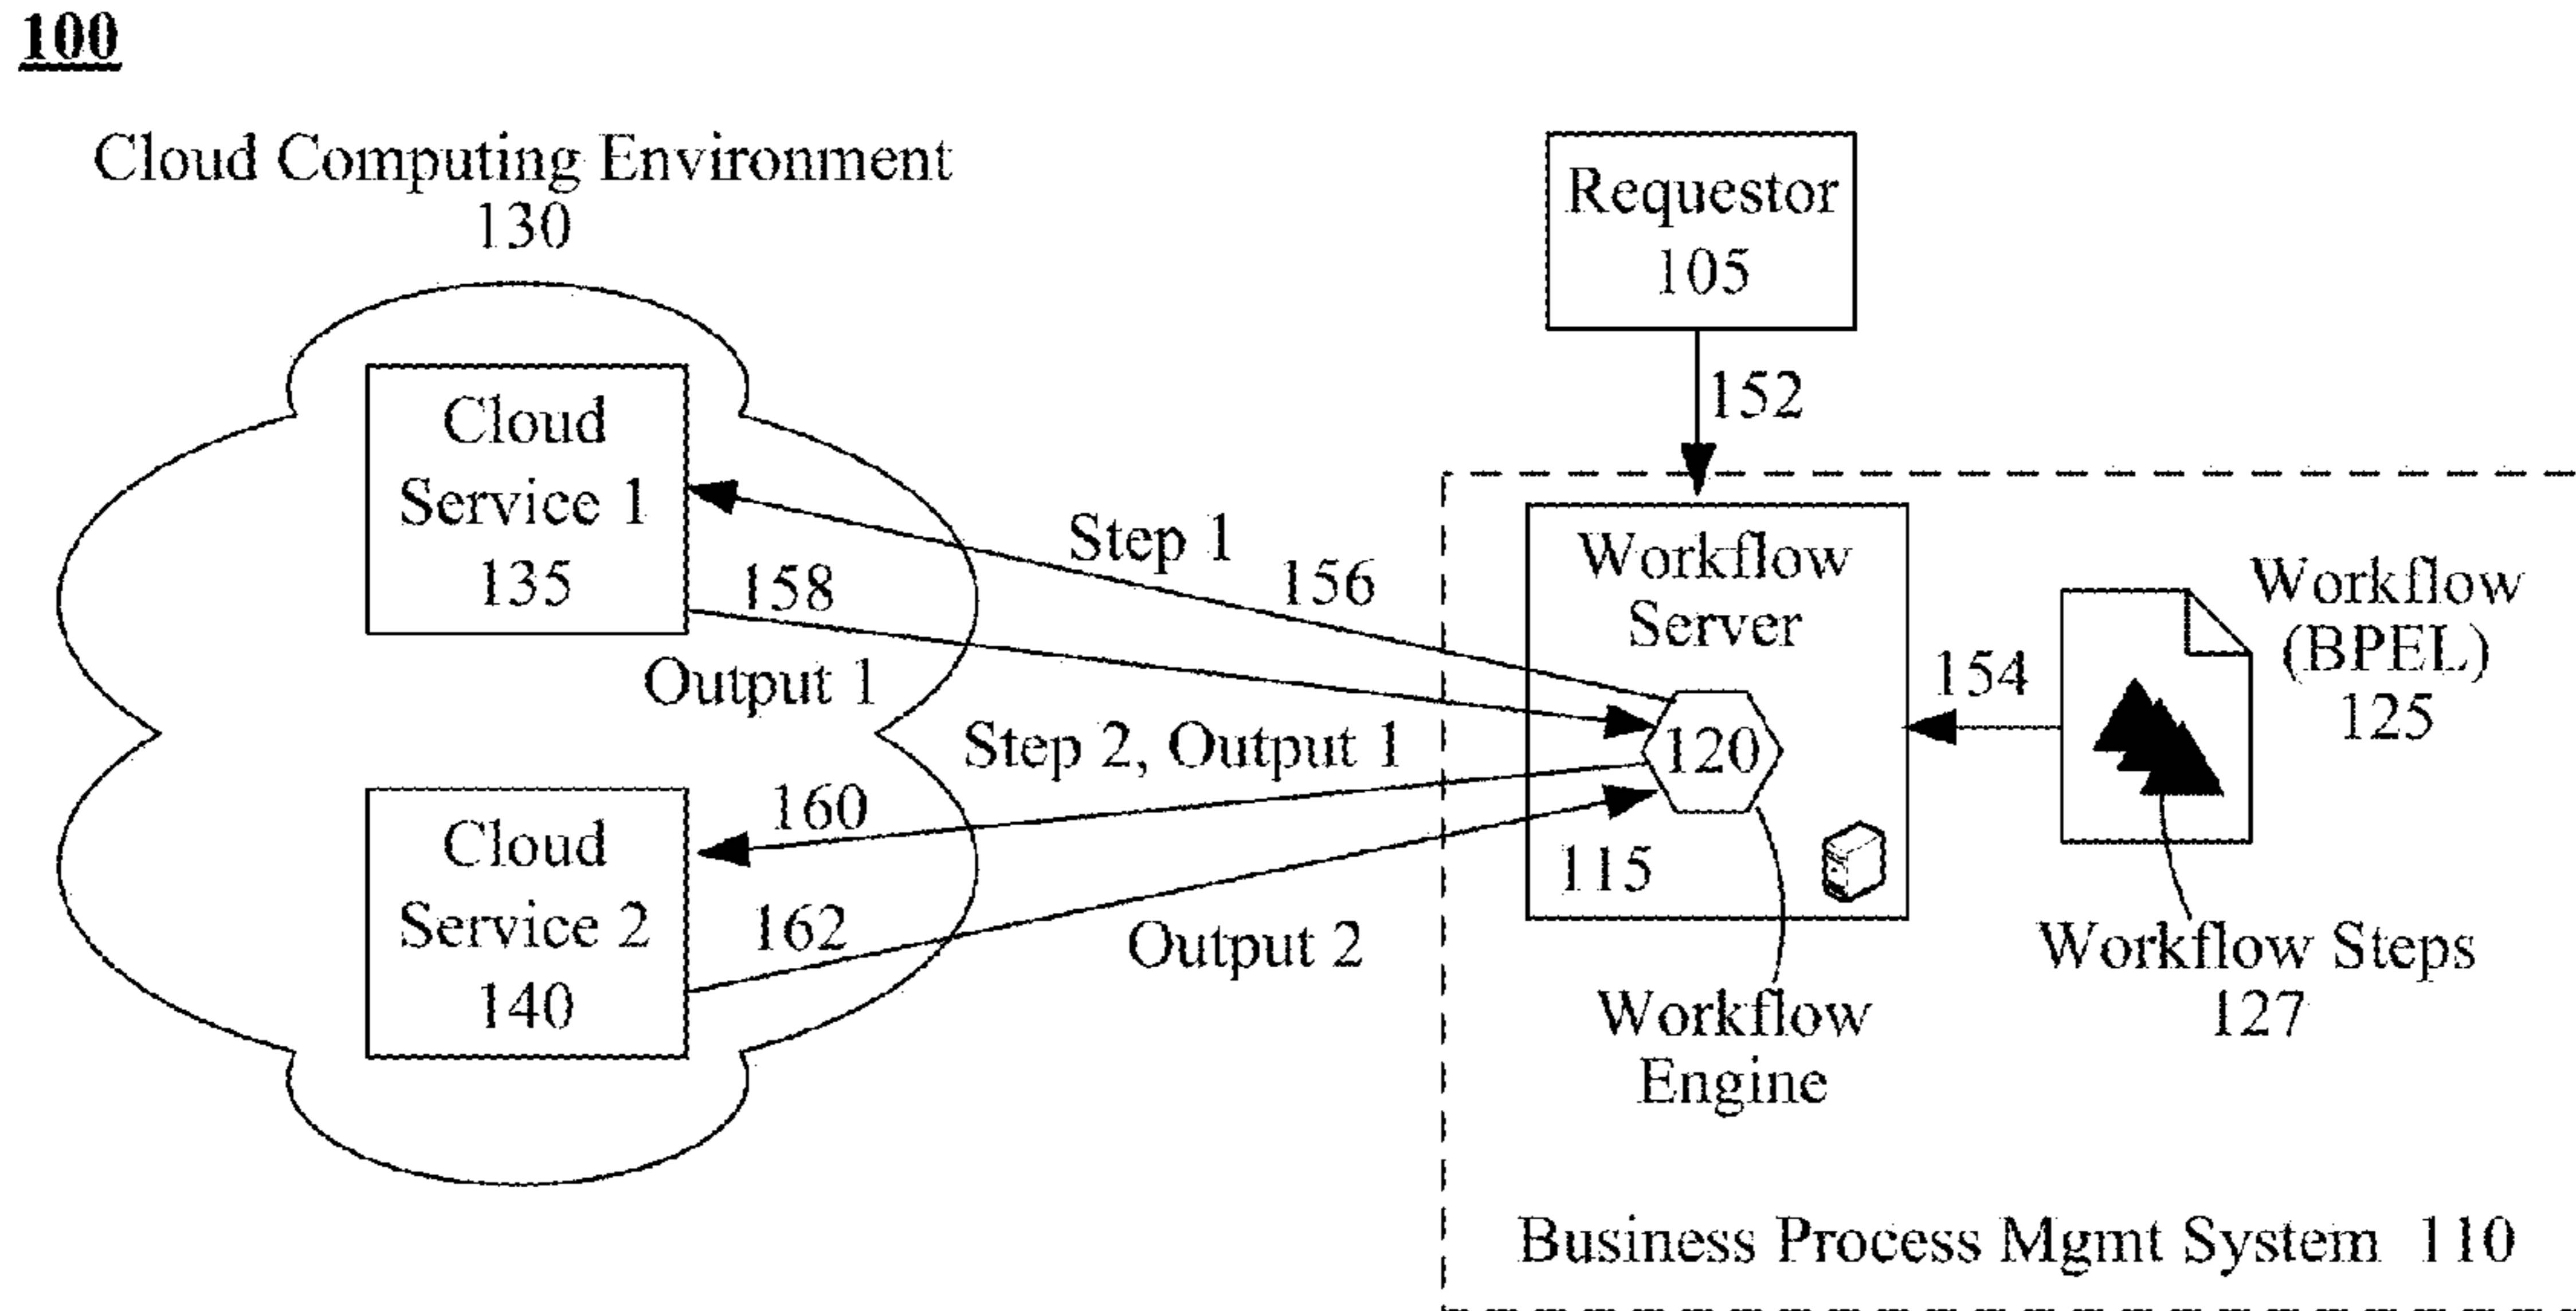 100
Cloud Computing Environment
130
Requestor
105
152
Cloud
Service 1
135
158
Output 1
Step 1
156
Step 2, Output 1
160
Cloud
Service 2
140
162
Output 2
Workflow
Server
120
115
Workflow
Engine
154
Workflow
(BPEL)
125
Workflow Steps
127
Business Process Mgmt System 110